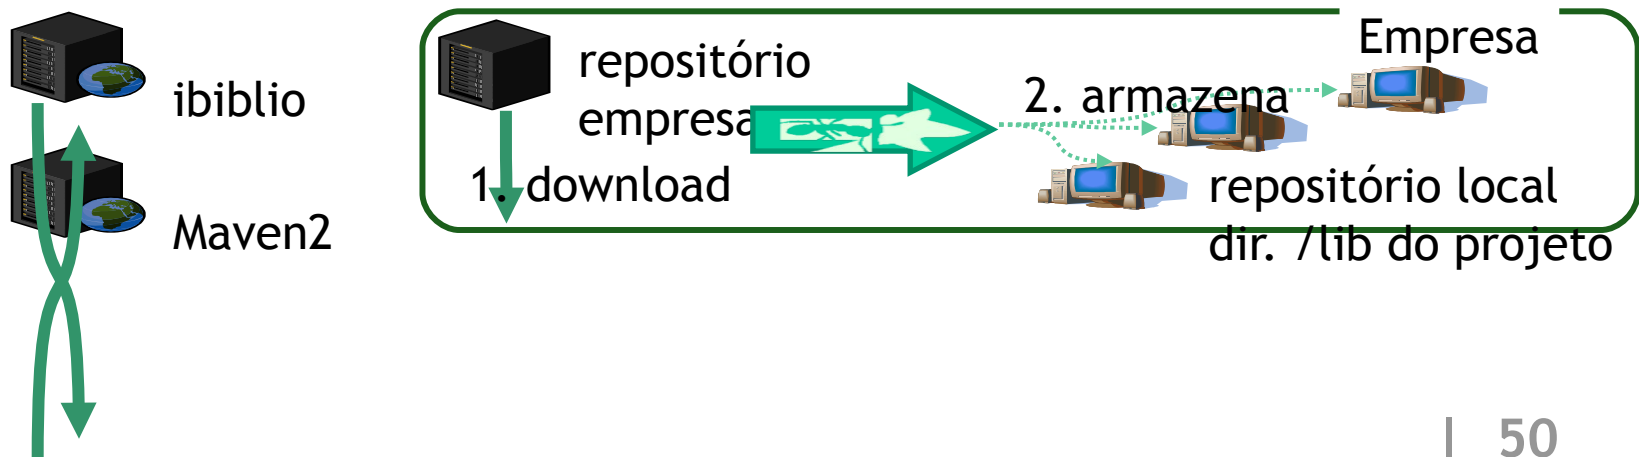 ibiblio
Maven2
repositório
empresa
1. download
2. armazena
Empresa
repositório local
dir. /lib do projeto
| 50